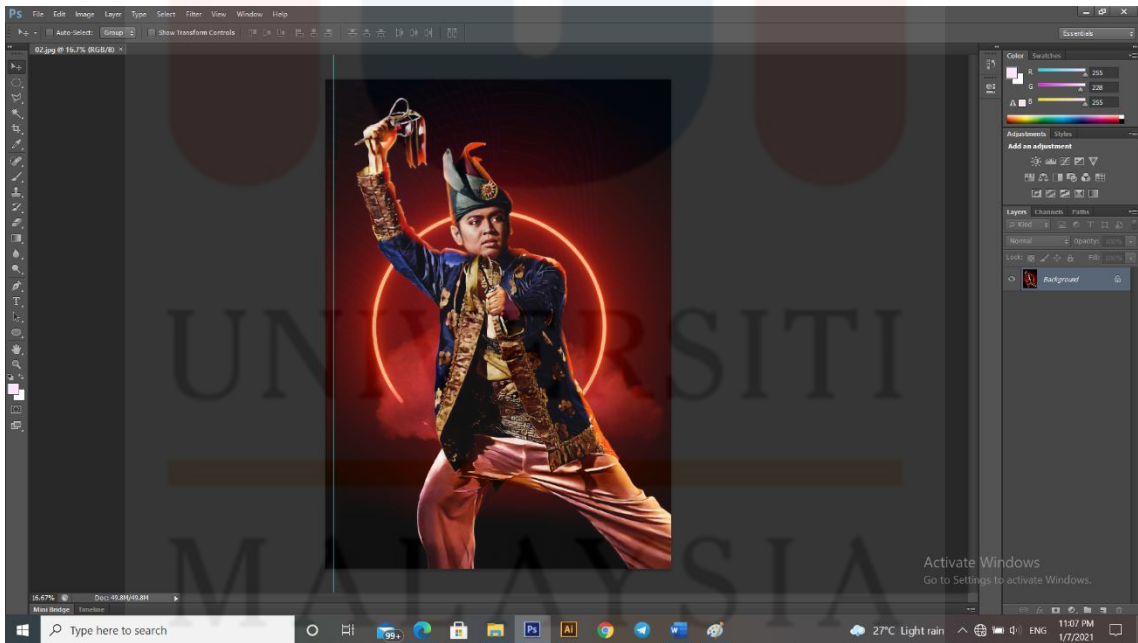 Ps File Edit Image Layer Type Select Filter View Window Help
Auto-Select: Group Show Transform Controls Essentials
02.jpg @ 16.7% (RGB/8) ×
Color Swatches
R 255
G 228
B 255
Adjustments Styles
Add an adjustment
Layers Channels Paths
Kind
Normal Opacity: 100%
Lock: Fill: 100%
Background
UNIVERSITI
MALAYSIA
Activate Windows
Go to Settings to activate Windows.
16.67% Doc: 49.8M/49.8M
Mini Bridge Timeline
Type here to search 99+ Ps Ai 27°C Light rain ENG 11:07 PM
1/7/2021